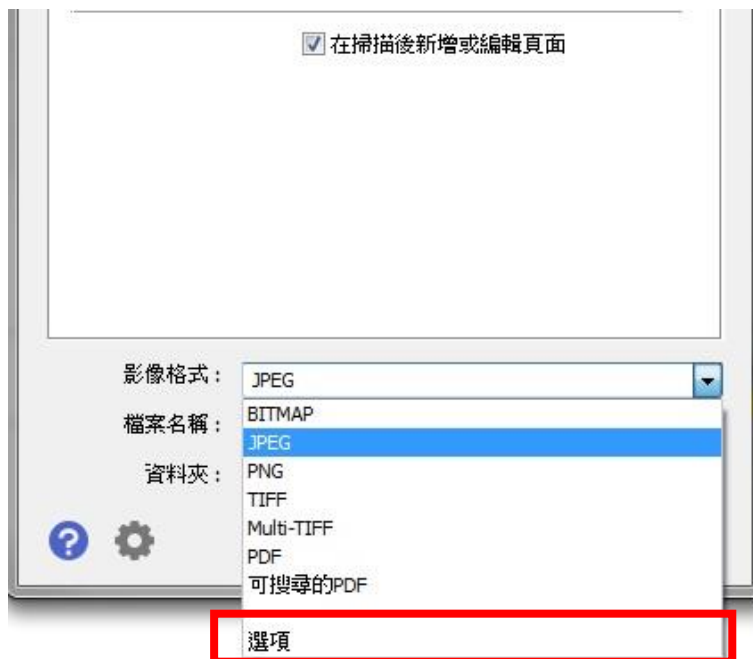 在掃描後新增或編輯頁面
影像格式：
JPEG
檔案名稱：
資料夾：
BITMAP
JPEG
PNG
TIFF
Multi-TIFF
PDF
可搜尋的PDF
選項